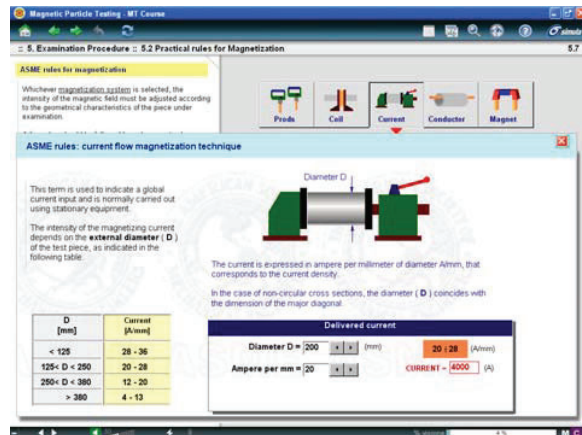 Magnetic Particle Testing - MT Course
:: 5. Examination Procedure :: 5.2 Practical rules for Magnetization 5.7
ASME rules for magnetization
Whichever magnetization system is selected, the
intensity of the magnetic field must be adjusted according
to the geometrical characteristics of the piece under
examination.
Prods Coil Current Conductor Magnet
ASME rules: current flow magnetization technique
This term is used to indicate a global
current input and is normally carried out
using stationary equipment.
The intensity of the magnetizing current
depends on the external diameter ( D )
of the test piece, as indicated in the
following table.
Diameter D
The current is expressed in ampere per millimeter of diameter A/mm, that
corresponds to the current density.
In the case of non-circular cross sections, the diameter ( D ) coincides with
the dimension of the major diagonal.
D Current
[mm] [A/mm]
< 125 28 - 36
125< D < 250 20 - 28
250< D < 380 12 - 20
> 380 4 - 13
Delivered current
Diameter D = 200 (mm) 20 ÷ 28 (A/mm)
Ampere per mm = 20 CURRENT = 4000 (A)